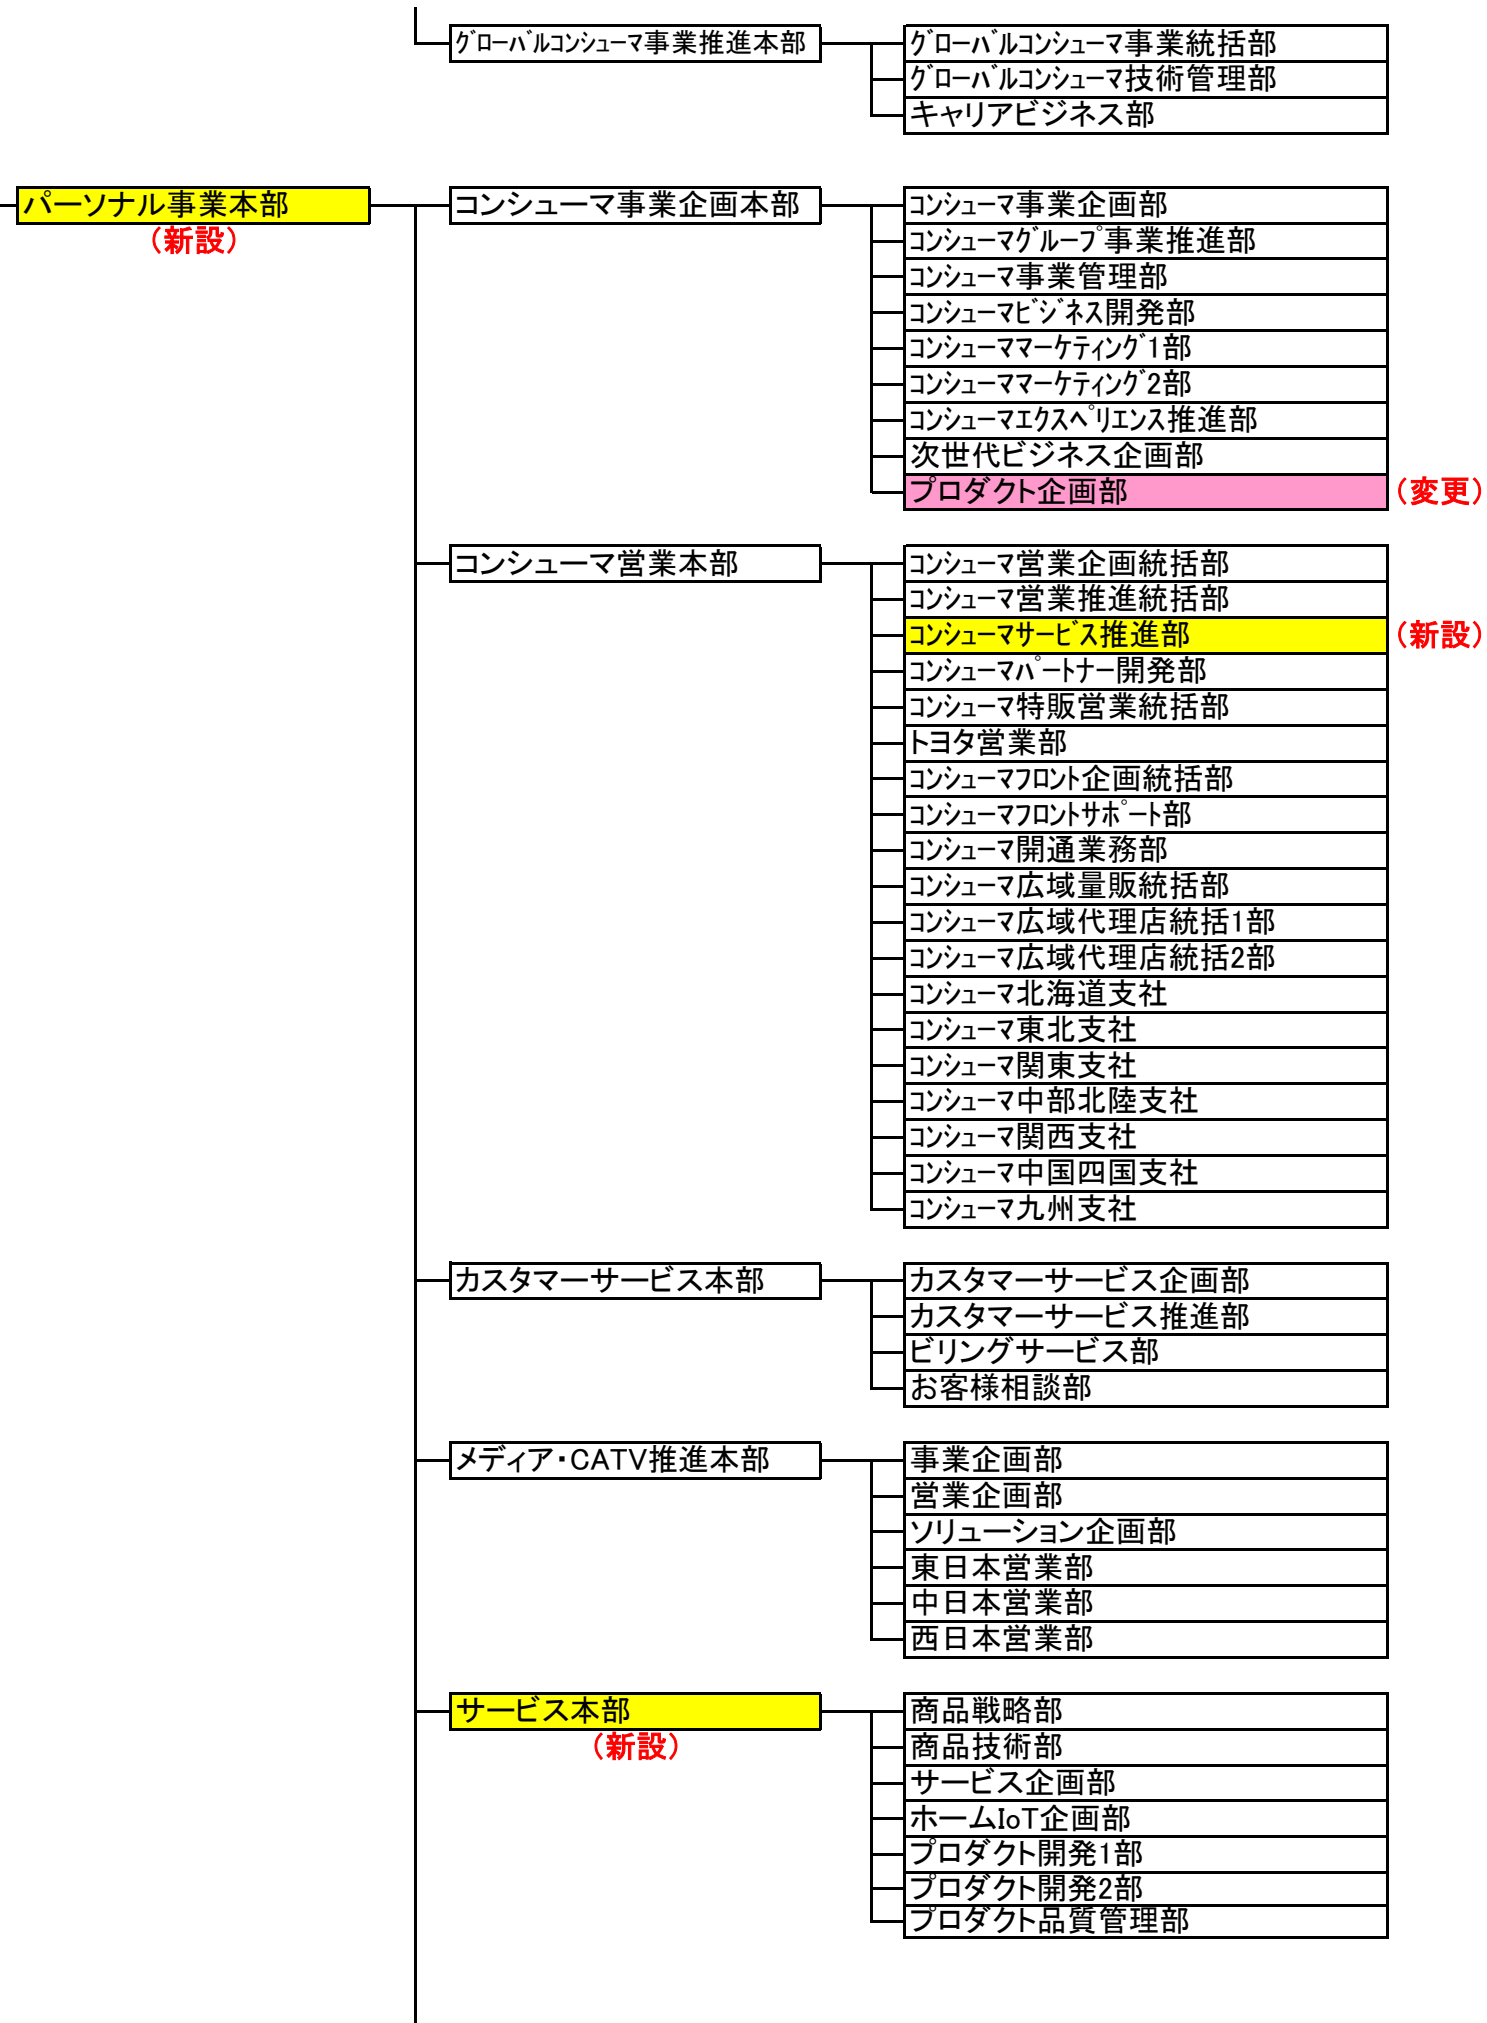 グローバルコンシューマ事業推進本部
グローバルコンシューマ事業統括部
グローバルコンシューマ技術管理部
キャリアビジネス部
パーソナル事業本部
（新設）
コンシューマ事業企画本部
コンシューマ事業企画部
コンシューマグループ事業推進部
コンシューマ事業管理部
コンシューマビジネス開発部
コンシューママーケティング1部
コンシューママーケティング2部
コンシューマエクスペリエンス推進部
次世代ビジネス企画部
プロダクト企画部
（変更）
コンシューマ営業本部
コンシューマ営業企画統括部
コンシューマ営業推進統括部
コンシューマサービス推進部
（新設）
コンシューマパートナー開発部
コンシューマ特販営業統括部
トヨタ営業部
コンシューマフロント企画統括部
コンシューマフロントサポート部
コンシューマ開通業務部
コンシューマ広域量販統括部
コンシューマ広域代理店統括1部
コンシューマ広域代理店統括2部
コンシューマ北海道支社
コンシューマ東北支社
コンシューマ関東支社
コンシューマ中部北陸支社
コンシューマ関西支社
コンシューマ中国四国支社
コンシューマ九州支社
カスタマーサービス本部
カスタマーサービス企画部
カスタマーサービス推進部
ビリングサービス部
お客様相談部
メディア・CATV推進本部
事業企画部
営業企画部
ソリューション企画部
東日本営業部
中日本営業部
西日本営業部
サービス本部
（新設）
商品戦略部
商品技術部
サービス企画部
ホームIoT企画部
プロダクト開発1部
プロダクト開発2部
プロダクト品質管理部